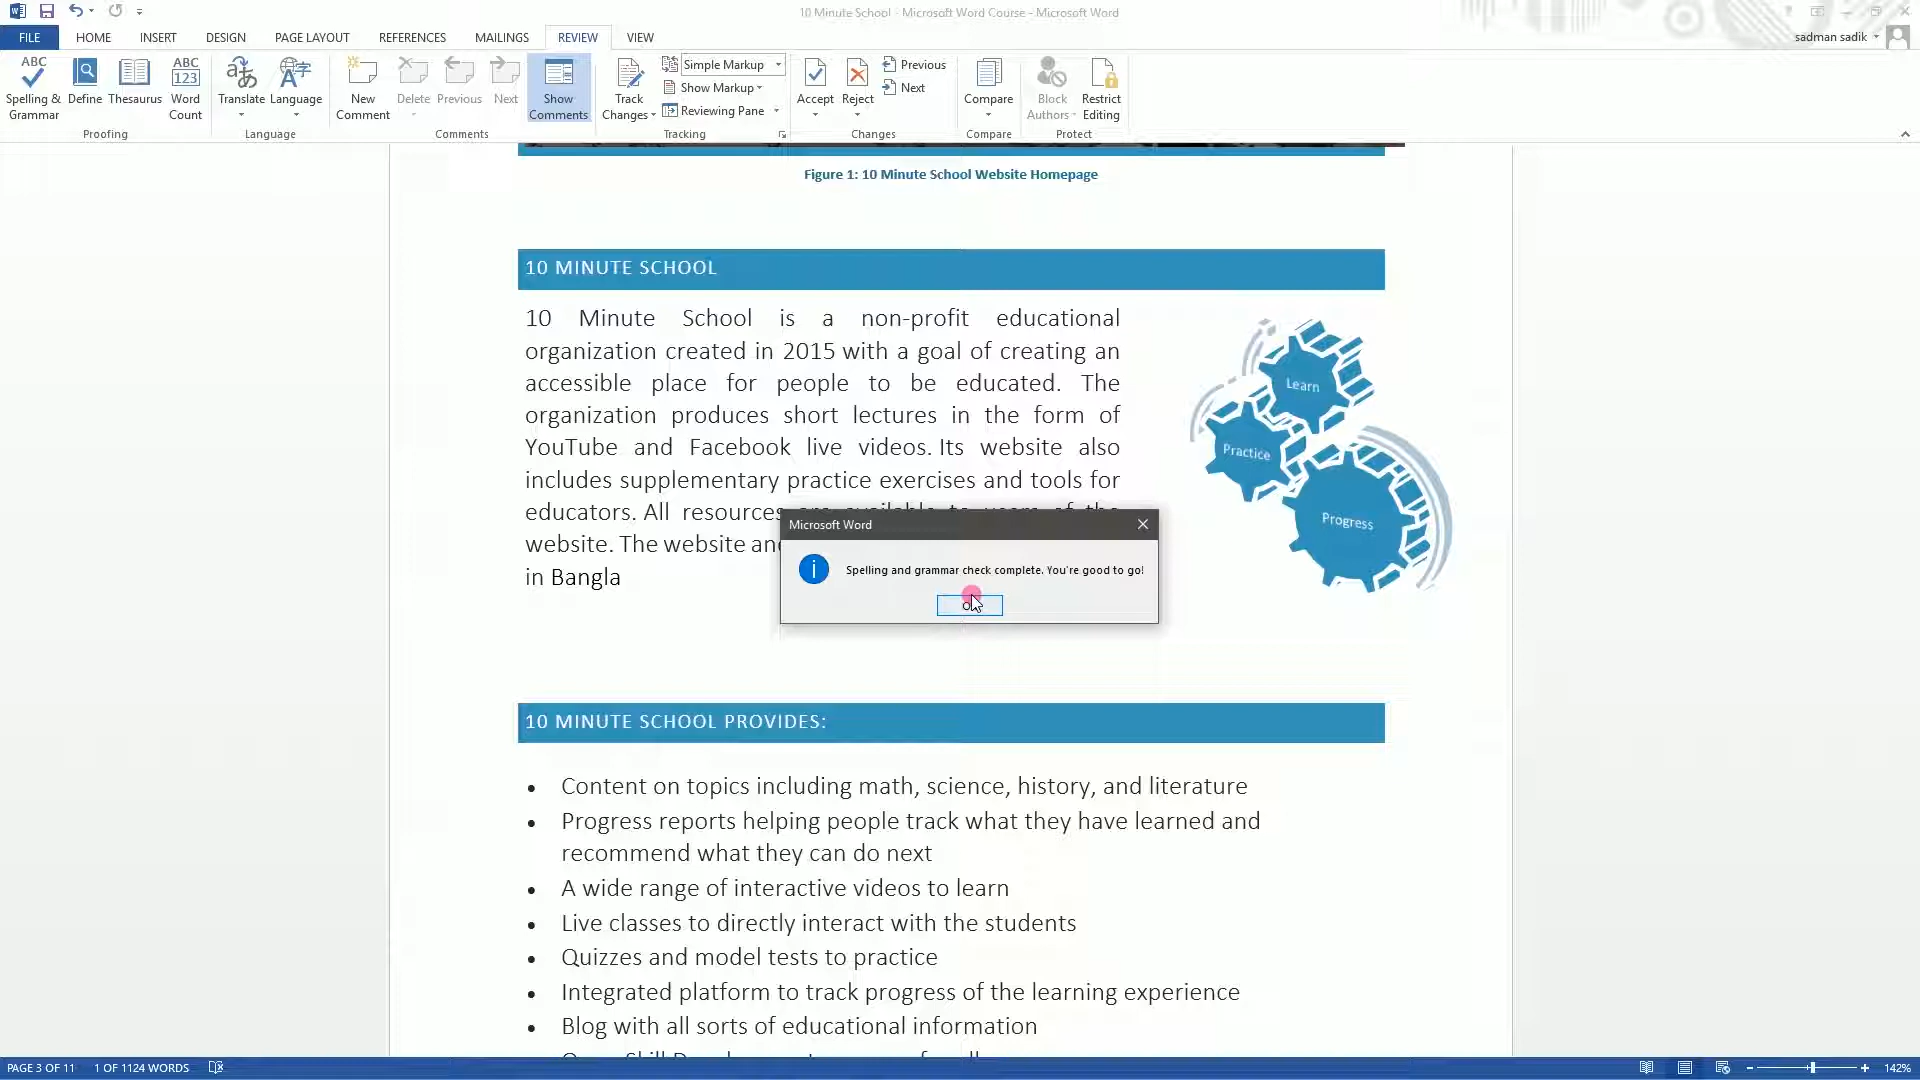 10 Minute School - Microsoft Word Course - Microsoft Word
FILE
HOME
INSERT
DESIGN
PAGE LAYOUT
REFERENCES
MAILINGS
REVIEW
VIEW
sadman sadik
ABC
Spelling &
Grammar
Define
Thesaurus
ABC
123
Word
Count
Proofing
Translate
Language
Language
New
Comment
Delete
Previous
Next
Show
Comments
Comments
Track
Changes
Simple Markup
Show Markup
Reviewing Pane
Tracking
Accept
Reject
Previous
Next
Changes
Compare
Compare
Block
Authors
Restrict
Editing
Protect
Figure 1: 10 Minute School Website Homepage
10 MINUTE SCHOOL
10 Minute School is a non-profit educational
organization created in 2015 with a goal of creating an
accessible place for people to be educated. The
organization produces short lectures in the form of
YouTube and Facebook live videos. Its website also
includes supplementary practice exercises and tools for
educators. All resources are available to users of the
website. The website an
in Bangla
Learn
Practice
Progress
Microsoft Word
Spelling and grammar check complete. You're good to go!
10 MINUTE SCHOOL PROVIDES:
• Content on topics including math, science, history, and literature
• Progress reports helping people track what they have learned and
recommend what they can do next
• A wide range of interactive videos to learn
• Live classes to directly interact with the students
• Quizzes and model tests to practice
• Integrated platform to track progress of the learning experience
• Blog with all sorts of educational information
PAGE 3 OF 11
1 OF 1124 WORDS
142%